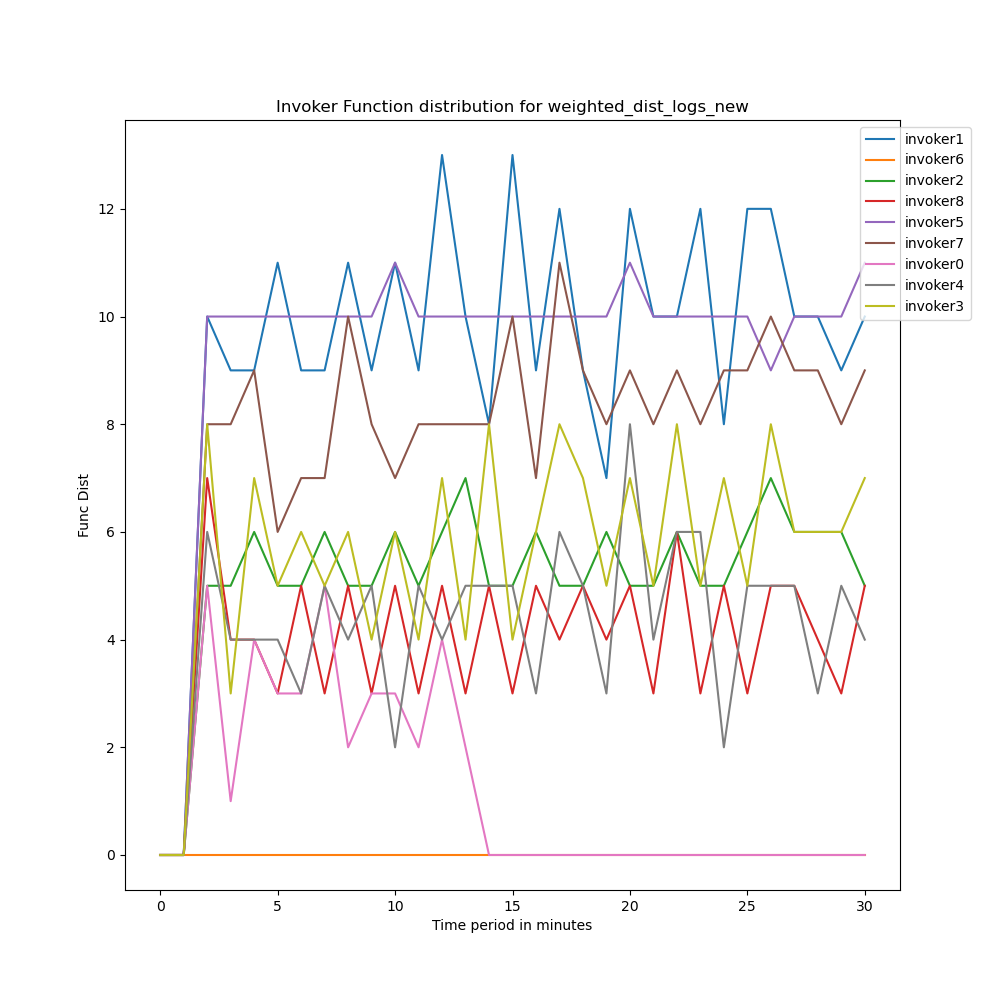 Invoker Function distribution for weighted_dist_logs_new
invoker1
invoker6
invoker2
invoker8
invoker5
invoker7
invoker0
invoker4
invoker3
Func Dist
12
10
8
6
4
2
0
0 5 10 15 20 25 30
Time period in minutes